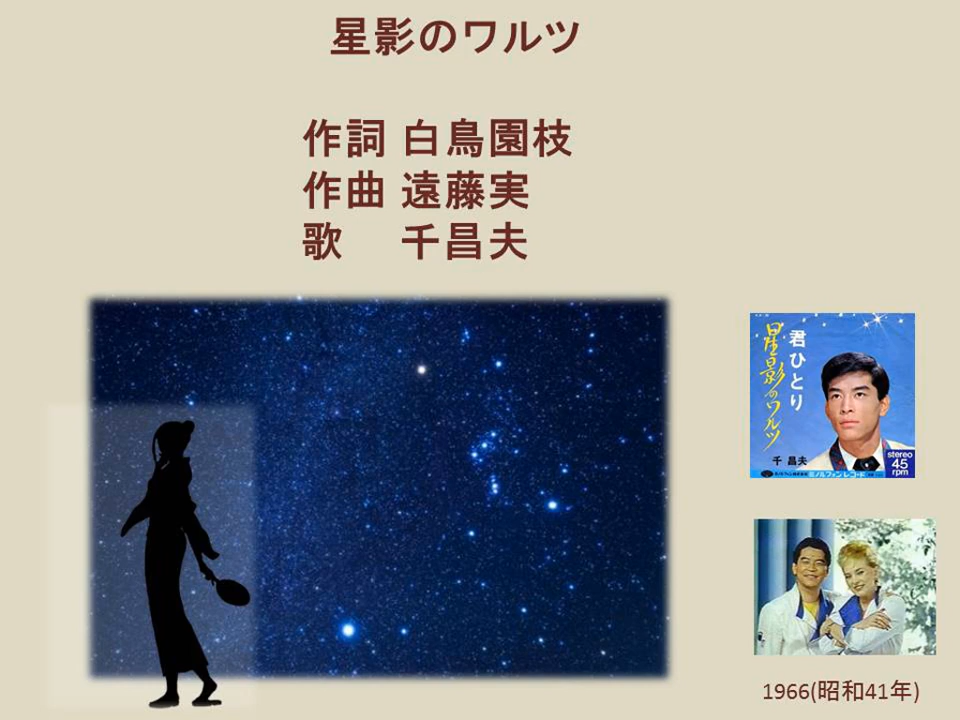 星影のワルツ
作詞 白鳥園枝
作曲 遠藤実
歌 千昌夫
君ひとり
星影のワルツ
千 昌夫
stereo
45
rpm
1966(昭和41年)